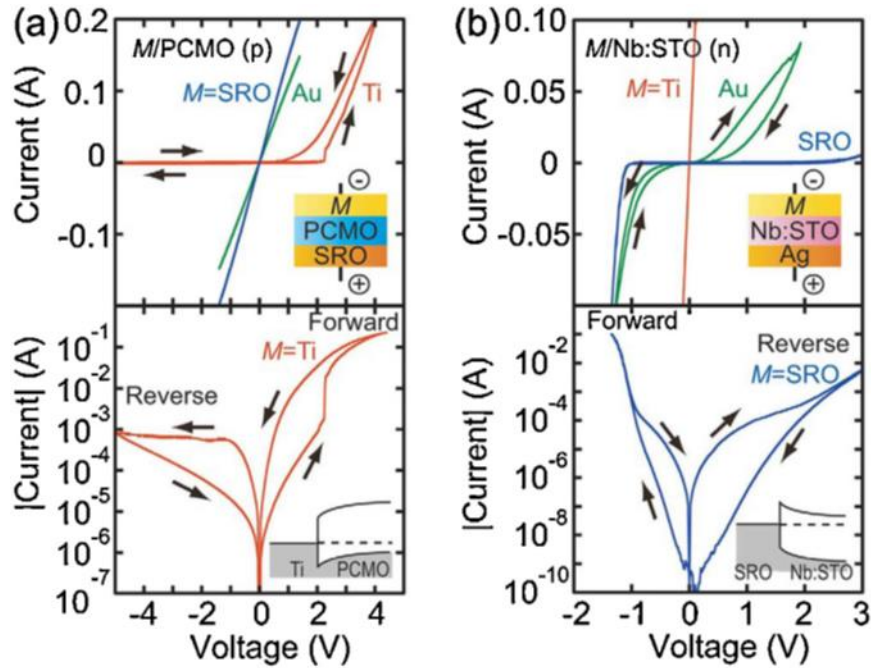 (a)
M/PCMO (p)
M=SRO
Au
Ti
0.2
0.1
0
-0.1
Current (A)
⊖
M
PCMO
SRO
⊕
Forward
M=Ti
Reverse
10-1
10-2
10-3
10-4
10-5
10-6
10-7
|Current| (A)
Ti
PCMO
-4
-2
0
2
4
Voltage (V)
(b)
M/Nb:STO (n)
M=Ti
Au
SRO
0.10
0.05
0
-0.05
Current (A)
⊖
M
Nb:STO
Ag
⊕
Forward
Reverse
M=SRO
10-2
10-4
10-6
10-8
10-10
|Current| (A)
SRO
Nb:STO
-2
-1
0
1
2
3
Voltage (V)